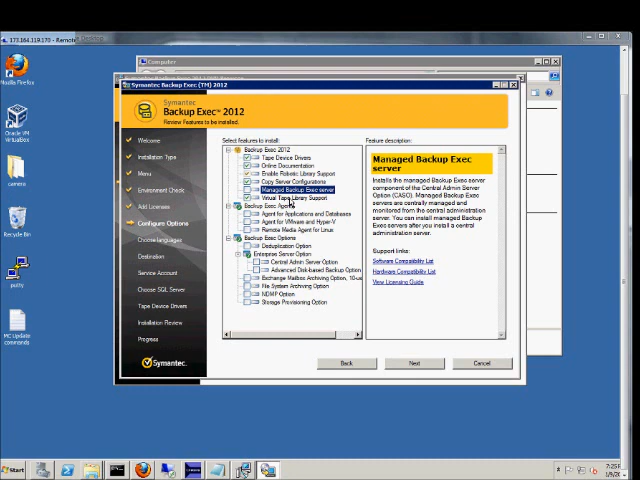 173.164.119.170 - Remote Desktop
Computer
Symantec Backup Exec (TM) 2012
Symantec
Backup Exec™ 2012
Review Features to be installed.
Mozilla Firefox
Oracle VM
VirtualBox
camera
Recycle Bin
putty
MC Update
commands
Welcome
Installation Type
Menu
Environment Check
Add Licenses
Configure Options
Choose languages
Destination
Service Account
Choose SQL Server
Tape Device Drivers
Installation Review
Progress
Symantec.
Select features to install:
Backup Exec 2012
Tape Device Drivers
Online Documentation
Enable Robotic Library Support
Copy Server Configurations
Managed Backup Exec server
Virtual Tape Library Support
Backup Exec Agents
Agent for Applications and Databases
Agent for VMware and Hyper-V
Remote Media Agent for Linux
Backup Exec Options
Deduplication Option
Enterprise Server Option
Central Admin Server Option
Advanced Disk-based Backup Option
Exchange Mailbox Archiving Option, 10-us
File System Archiving Option
NDMP Option
Storage Provisioning Option
Feature description:
Managed Backup Exec
server
Installs the managed Backup Exec
server component of the Central Admin Server
Option (CASO). Managed Backup Exec
servers are centrally managed and
monitored from the central administration
server. You can install managed Backup
Exec servers after you install a central
administration server.
Support links:
Software Compatibility List
Hardware Compatibility List
View Licensing Guide
Back
Next
Cancel
Start